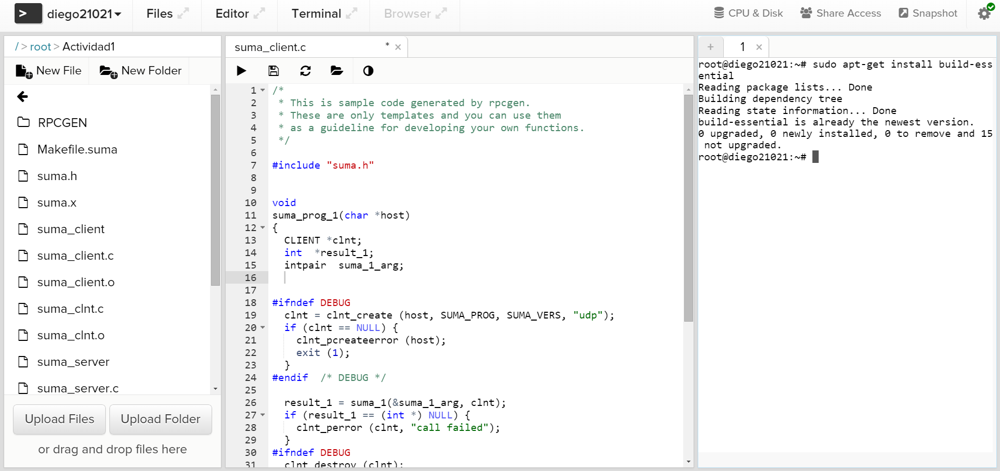 > diego21021 Files Editor Terminal Browser CPU & Disk Share Access Snapshot
/ > root > Actividad1
New File New Folder
RPCGEN
Makefile.suma
suma.h
suma.x
suma_client
suma_client.c
suma_client.o
suma_clnt.c
suma_clnt.o
suma_server
suma_server.c
Upload Files Upload Folder
or drag and drop files here
suma_client.c * ×
1 /*
2 * This is sample code generated by rpcgen.
3 * These are only templates and you can use them
4 * as a guideline for developing your own functions.
5 */
6
7 #include "suma.h"
8
9
10 void
11 suma_prog_1(char *host)
12 {
13 CLIENT *clnt;
14 int *result_1;
15 intpair suma_1_arg;
16
17
18 #ifndef DEBUG
19 clnt = clnt_create (host, SUMA_PROG, SUMA_VERS, "udp");
20 if (clnt == NULL) {
21 clnt_pcreateerror (host);
22 exit (1);
23 }
24 #endif /* DEBUG */
25
26 result_1 = suma_1(&suma_1_arg, clnt);
27 if (result_1 == (int *) NULL) {
28 clnt_perror (clnt, "call failed");
29 }
30 #ifndef DEBUG
31 clnt_destroy (clnt);
+ 1 ×
root@diego21021:~# sudo apt-get install build-ess
ential
Reading package lists... Done
Building dependency tree
Reading state information... Done
build-essential is already the newest version.
0 upgraded, 0 newly installed, 0 to remove and 15
not upgraded.
root@diego21021:~#